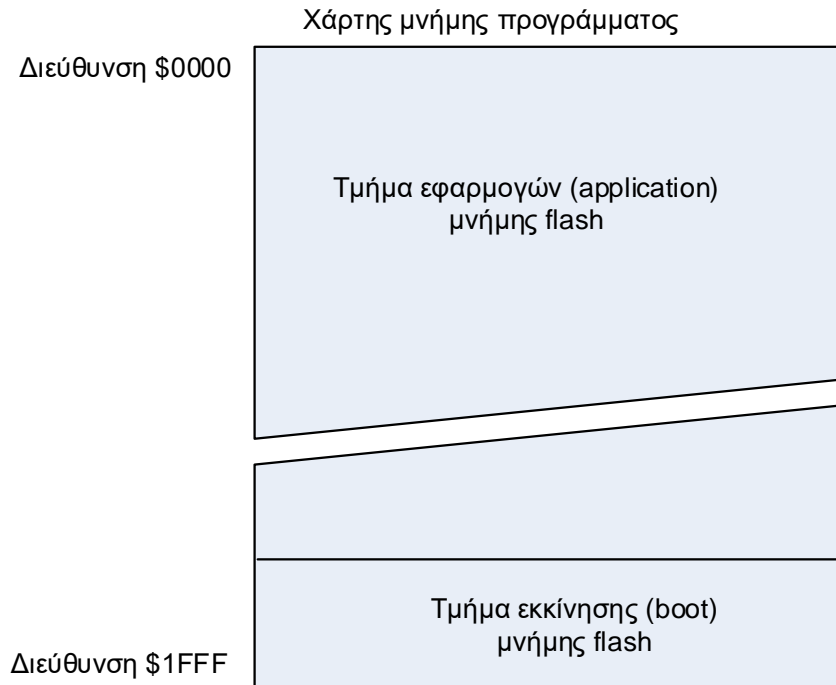 Χάρτης μνήμης προγράμματος
Διεύθυνση $0000
Τμήμα εφαρμογών (application)
μνήμης flash
Τμήμα εκκίνησης (boot)
μνήμης flash
Διεύθυνση $1FFF